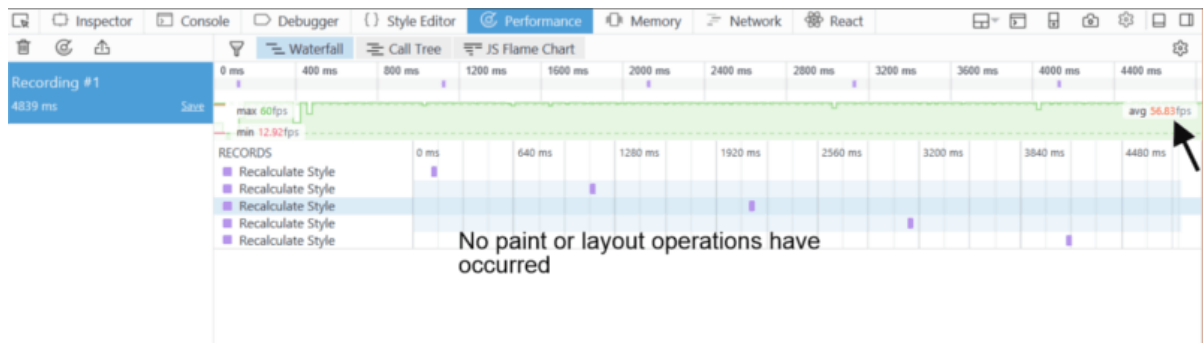 Inspector Console Debugger {} Style Editor Performance Memory Network React
Waterfall Call Tree JS Flame Chart
Recording #1
4839 ms Save
0 ms 400 ms 800 ms 1200 ms 1600 ms 2000 ms 2400 ms 2800 ms 3200 ms 3600 ms 4000 ms 4400 ms
max 60fps avg 56.83fps
min 12.92fps
RECORDS 0 ms 640 ms 1280 ms 1920 ms 2560 ms 3200 ms 3840 ms 4480 ms
Recalculate Style
Recalculate Style
Recalculate Style
Recalculate Style
Recalculate Style
No paint or layout operations have
occurred